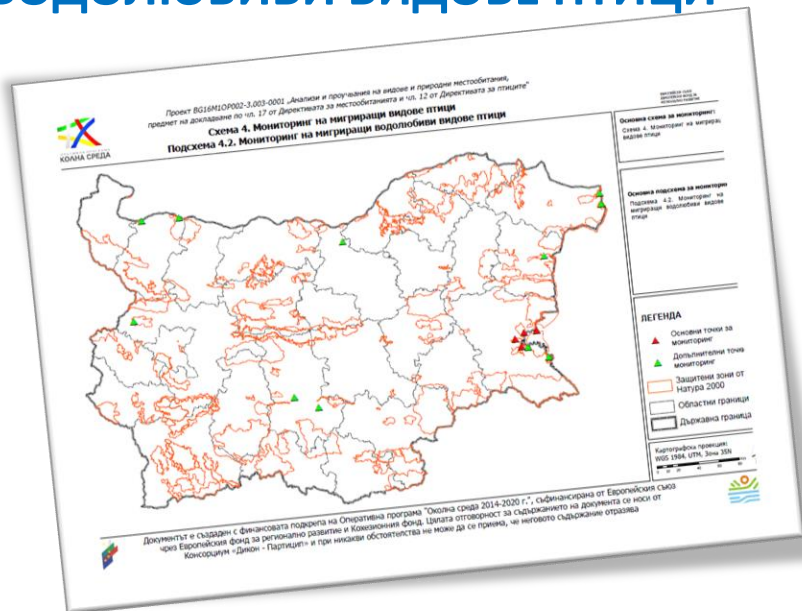 ВОДОЛЮБИВИ ВИДОВЕ ПТИЦИ
Проект BG16M1OP002-3.003-0001 „Анализи и проучвания на видове и природни местообитания,
предмет на докладване по чл. 17 от Директивата за местообитанията и чл. 12 от Директивата за птиците"
Схема 4. Мониторинг на мигриращи видове птици
Подсхема 4.2. Мониторинг на мигриращи водолюбиви видове птици
КОЛНА СРЕДА
Основна схема за мониторинг:
Схема 4. Мониторинг на мигриращ
видове птици
Основна подсхема за мониторинг
Подсхема 4.2. Мониторинг на
мигриращи водолюбиви видове
птици
ЛЕГЕНДА
Основни точки за
мониторинг
Допълнителни точки
мониторинг
Защитени зони от
Натура 2000
Областни граници
Държавна граница
Картографска проекция:
WGS 1984, UTM, Зона 35N
Документът е създаден с финансовата подкрепа на Оперативна програма "Околна среда 2014-2020 г.", съфинансирана от Европейския съюз
чрез Европейския фонд за регионално развитие и Кохезионния фонд. Цялата отговорност за съдържанието на документа се носи от
Консорциум «Дикон - Партицип» и при никакви обстоятелства не може да се приема, че неговото съдържание отразява